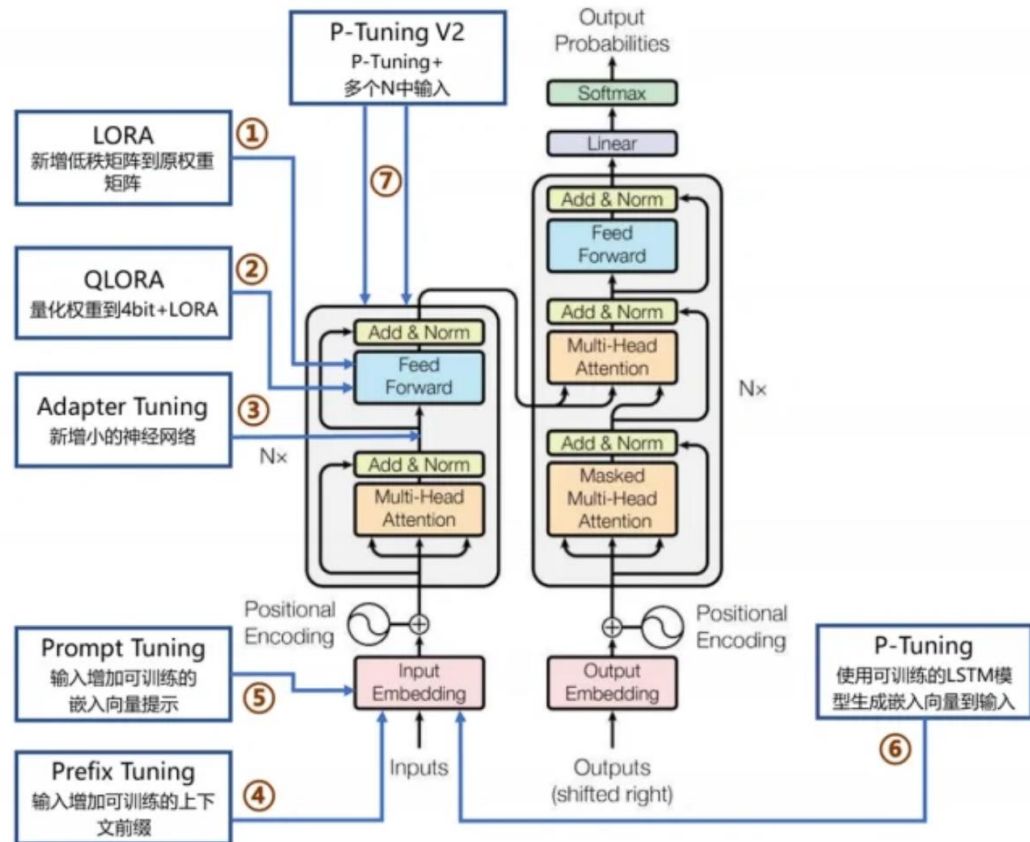 P-Tuning V2
P-Tuning+
多个N中输入
⑦
LORA
新增低秩矩阵到原权重
矩阵
①
QLORA
量化权重到4bit+LORA
②
Adapter Tuning
新增小的神经网络
③
Prompt Tuning
输入增加可训练的
嵌入向量提示
⑤
Prefix Tuning
输入增加可训练的上下
文前缀
④
Nx
Add & Norm
Feed
Forward
Add & Norm
Multi-Head
Attention
Positional
Encoding
Input
Embedding
Inputs
Output
Probabilities
Softmax
Linear
Add & Norm
Feed
Forward
Add & Norm
Multi-Head
Attention
Nx
Add & Norm
Masked
Multi-Head
Attention
Positional
Encoding
Output
Embedding
Outputs
(shifted right)
P-Tuning
使用可训练的LSTM模
型生成嵌入向量到输入
⑥